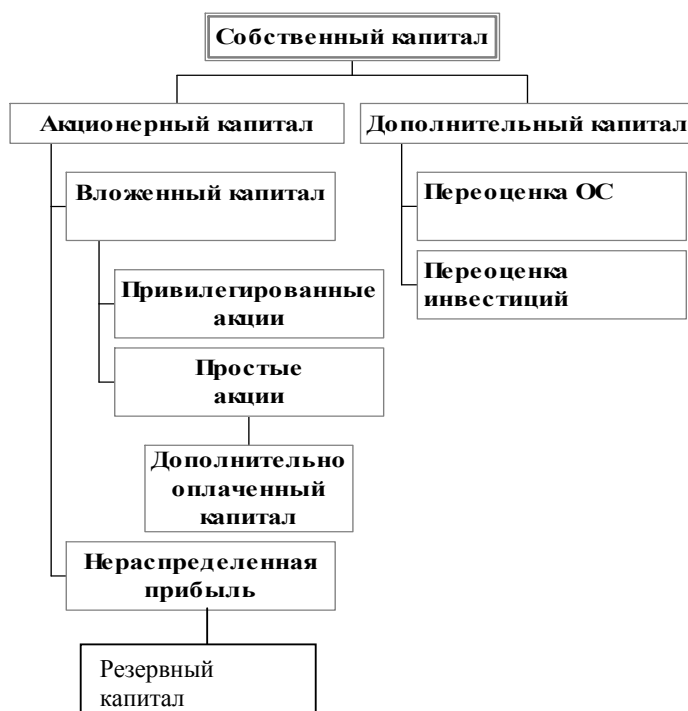 Собственный капитал
Акционерный капитал
Дополнительный капитал
Вложенный капитал
Переоценка ОС
Переоценка
инвестиций
Привилегированные
акции
Простые
акции
Дополнительно
оплаченный
капитал
Нераспределенная
прибыль
Резервный
капитал